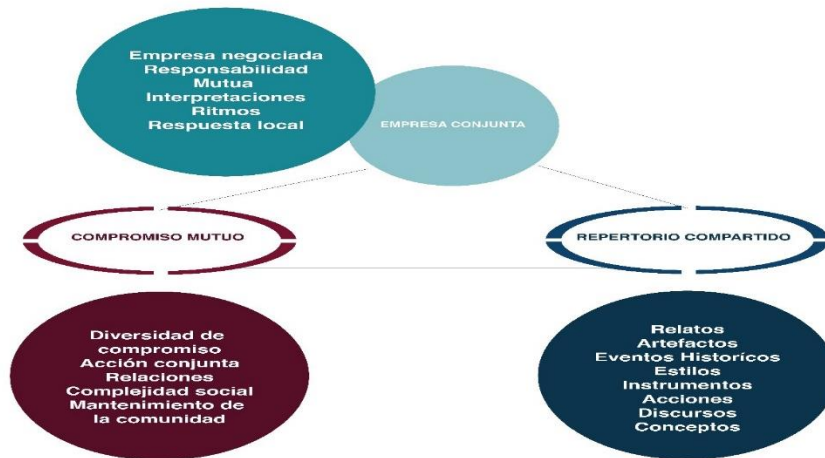 Empresa negociada
Responsabilidad
Mutua
Interpretaciones
Ritmos
Respuesta local
EMPRESA CONJUNTA
COMPROMISO MUTUO
REPERTORIO COMPARTIDO
Diversidad de
compromiso
Acción conjunta
Relaciones
Complejidad social
Mantenimiento de
la comunidad
Relatos
Artefactos
Eventos Historícos
Estilos
Instrumentos
Acciones
Discursos
Conceptos